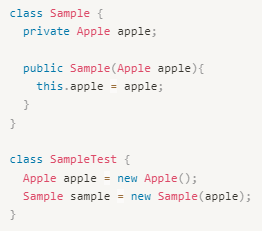 class Sample {
  private Apple apple;

  public Sample(Apple apple){
    this.apple = apple;
  }
}

class SampleTest {
  Apple apple = new Apple();
  Sample sample = new Sample(apple);
}